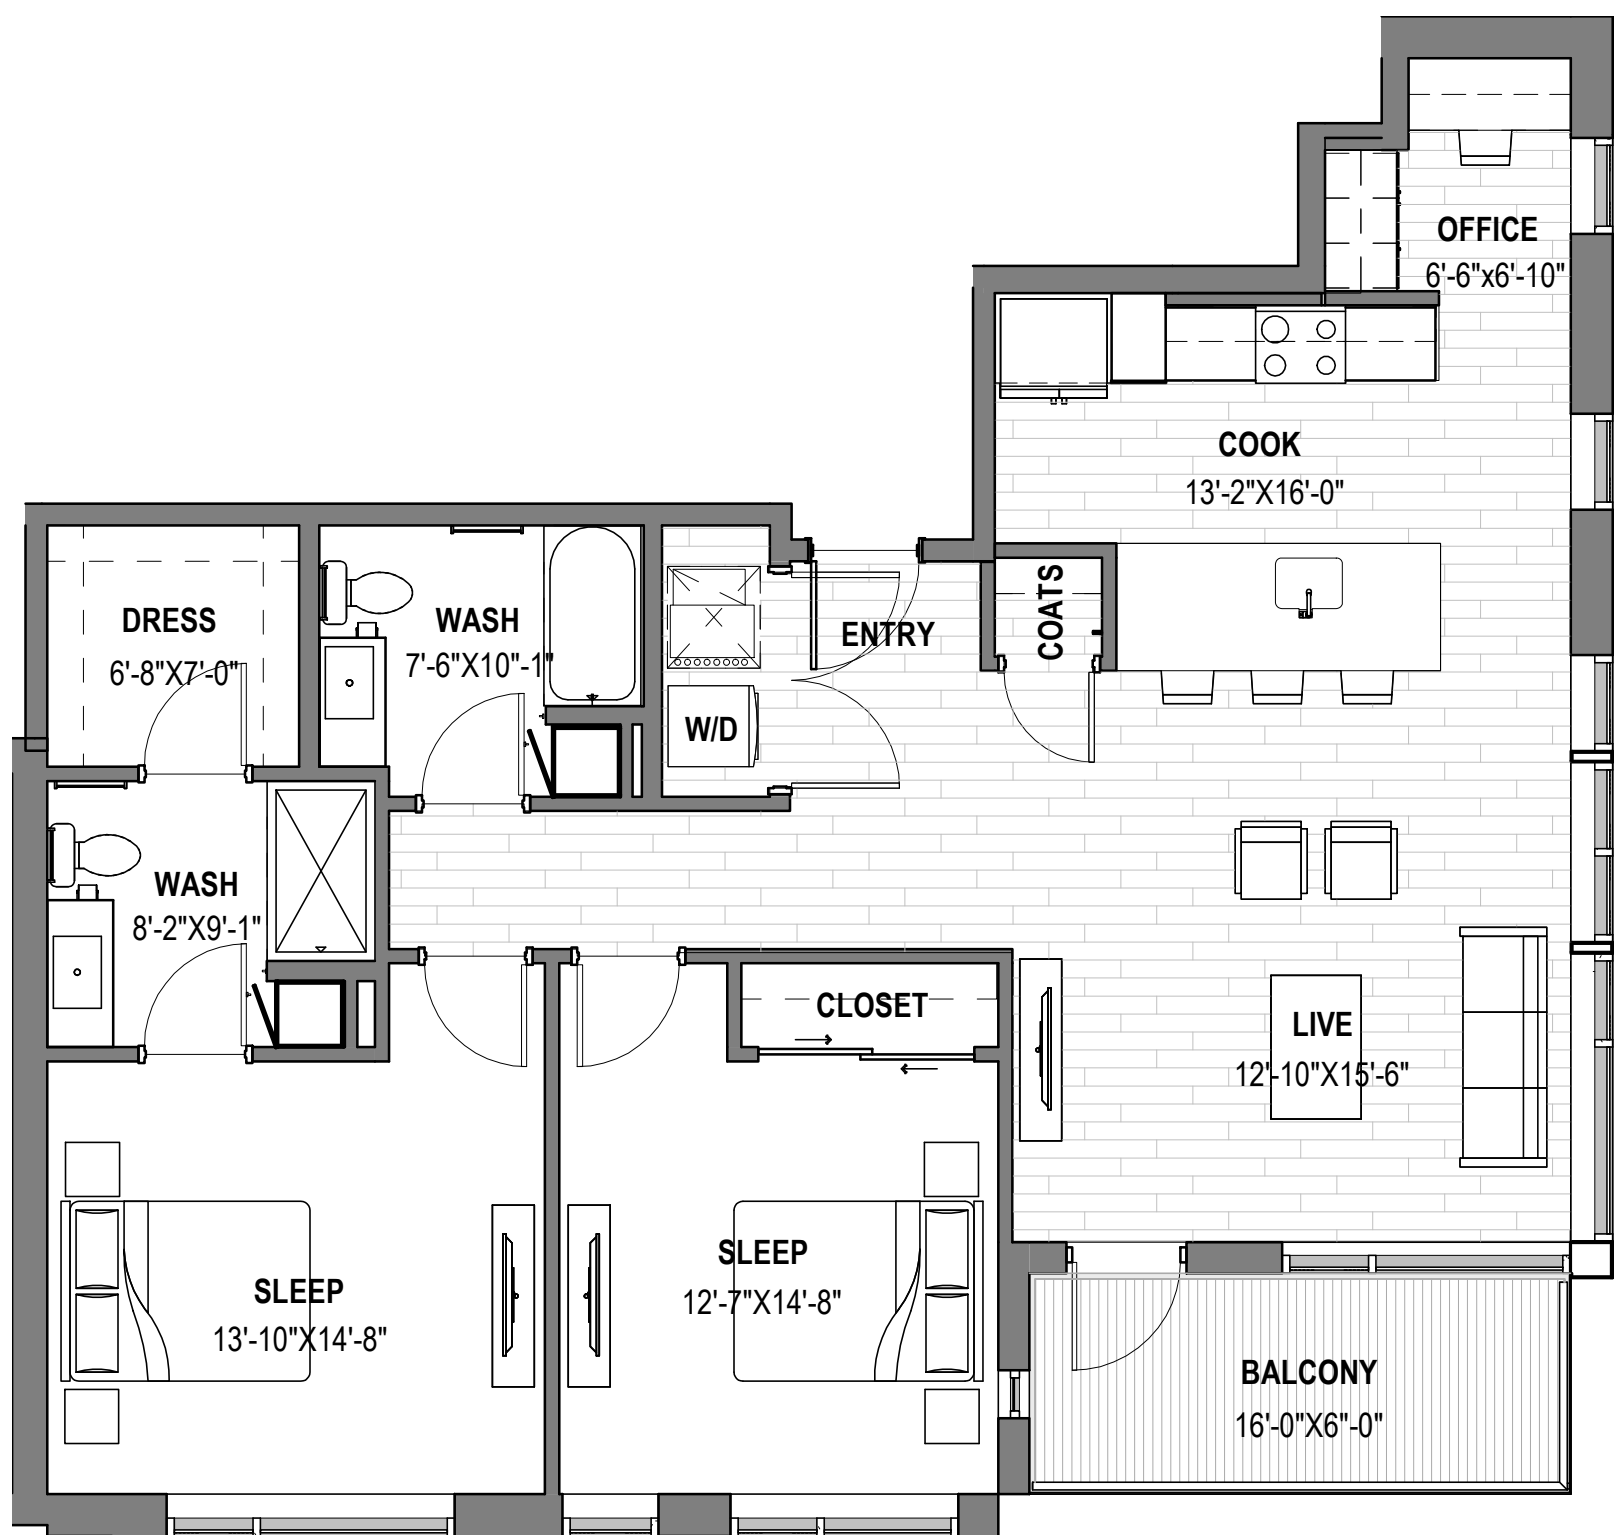 OFFICE
6'-6"x6'-10"
COOK
13'-2"X16'-0"
DRESS
6'-8"X7'-0"
WASH
7'-6"X10"-1"
W/D
ENTRY
COATS
WASH
8'-2"X9'-1"
CLOSET
LIVE
12'-10"X15'-6"
SLEEP
13'-10"X14'-8"
SLEEP
12'-7"X14'-8"
BALCONY
16'-0"X6"-0"